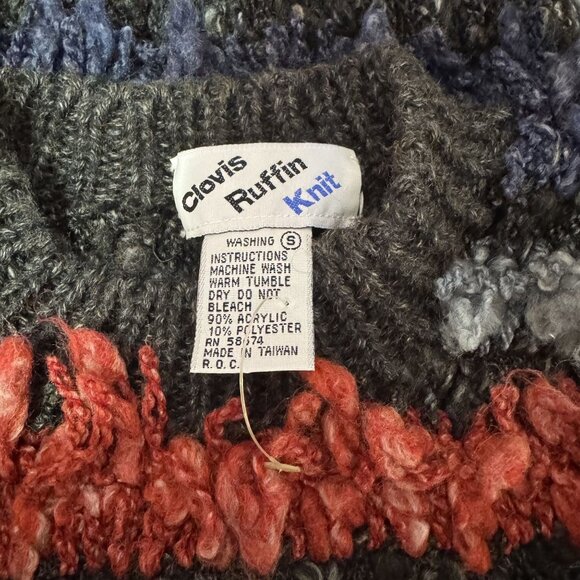 Clovis
Ruffin
Knit
WASHING S
INSTRUCTIONS
MACHINE WASH
WARM TUMBLE
DRY DO NOT
BLEACH
90% ACRYLIC
10% POLYESTER
RN
MADE IN TAIWAN
R.O.C.